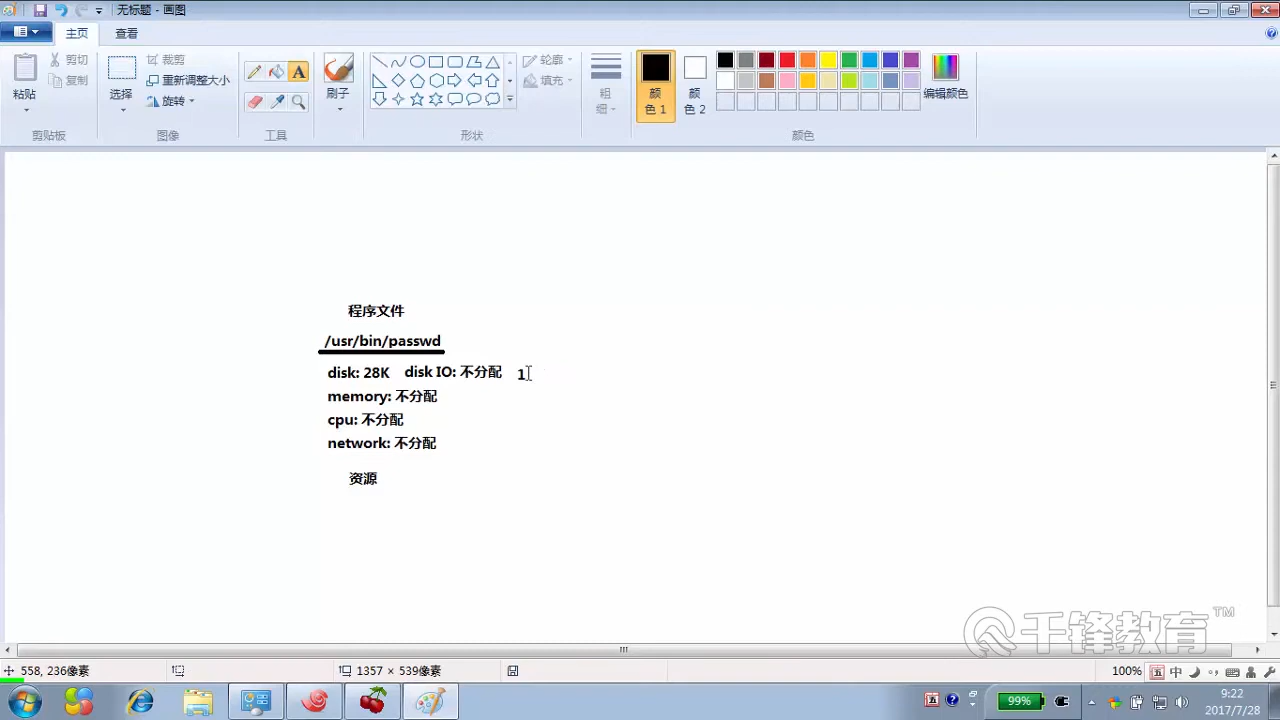 无标题 - 画图
主页
查看
粘贴
剪切
复制
剪贴板
选择
裁剪
重新调整大小
旋转
图像
A
工具
刷子
轮廓
填充
形状
粗细
颜色 1
颜色 2
编辑颜色
颜色
程序文件
/usr/bin/passwd
disk: 28K disk IO: 不分配 1
memory: 不分配
cpu: 不分配
network: 不分配
资源
千锋教育 TM
558, 236像素
1357 × 539像素
100%
中
99%
9:22
2017/7/28